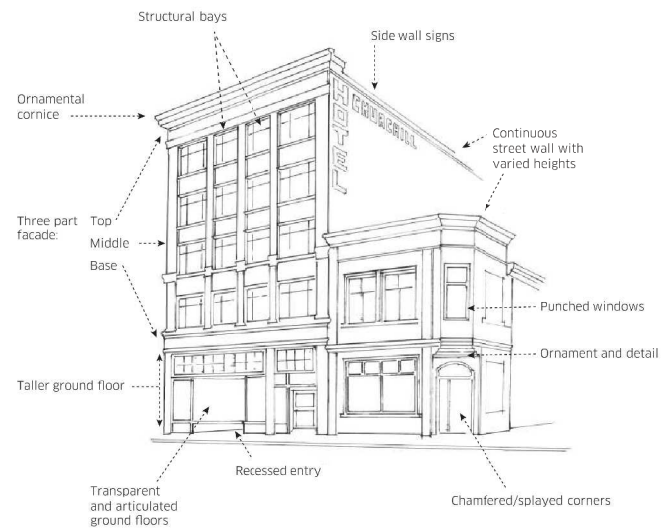 Structural bays
Side wall signs
Ornamental
cornice
HOTEL
CHURCHILL
Continuous
street wall with
varied heights
Three part
facade:
Top
Middle
Base
Punched windows
Ornament and detail
Taller ground floor
Recessed entry
Transparent
and articulated
ground floors
Chamfered/splayed corners